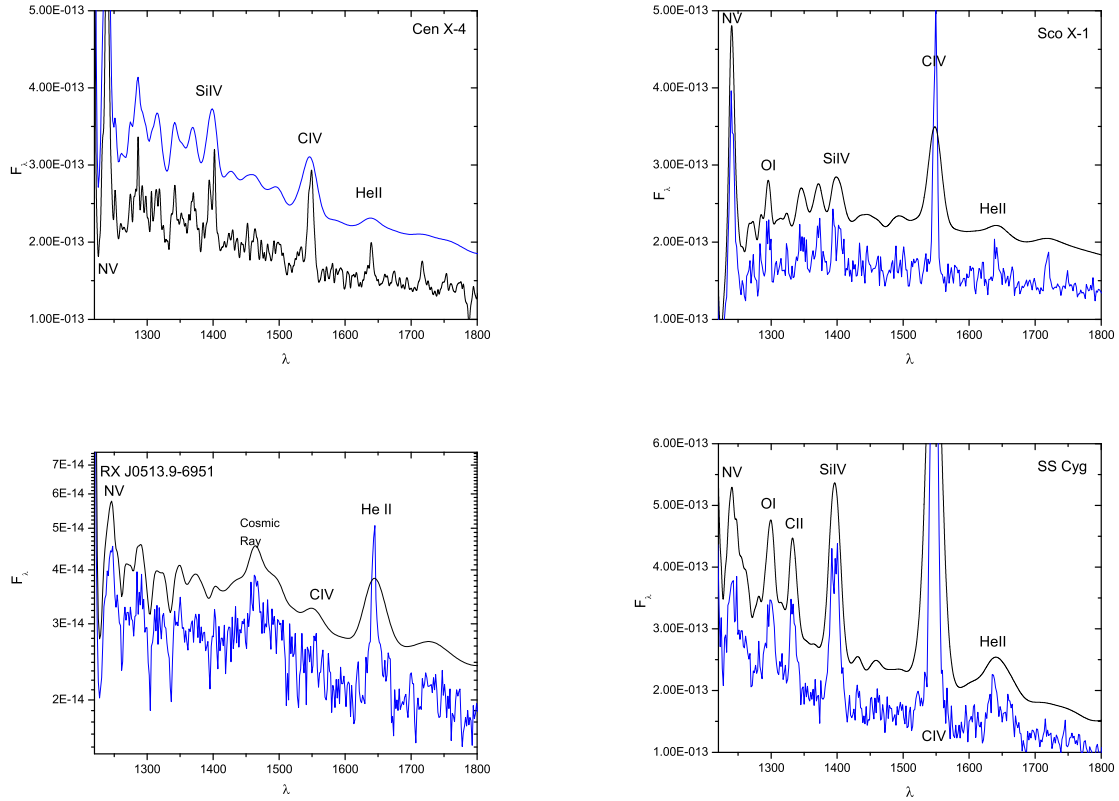 Cen X-4
5.00E-013
4.00E-013
3.00E-013
2.00E-013
1.00E-013
Fλ
SiIV
CIV
HeII
NV
1300 1400 1500 1600 1700 1800
λ
Sco X-1
5.00E-013
4.00E-013
3.00E-013
2.00E-013
1.00E-013
Fλ
NV
CIV
OI
SiIV
HeII
1300 1400 1500 1600 1700 1800
λ
RX J0513.9-6951
7E-14
6E-14
5E-14
4E-14
3E-14
2E-14
Fλ
NV
Cosmic
Ray
He II
CIV
1300 1400 1500 1600 1700 1800
λ
SS Cyg
6.00E-013
5.00E-013
4.00E-013
3.00E-013
2.00E-013
1.00E-013
Fλ
NV
OI
CII
SiIV
HeII
CIV
1300 1400 1500 1600 1700 1800
λ